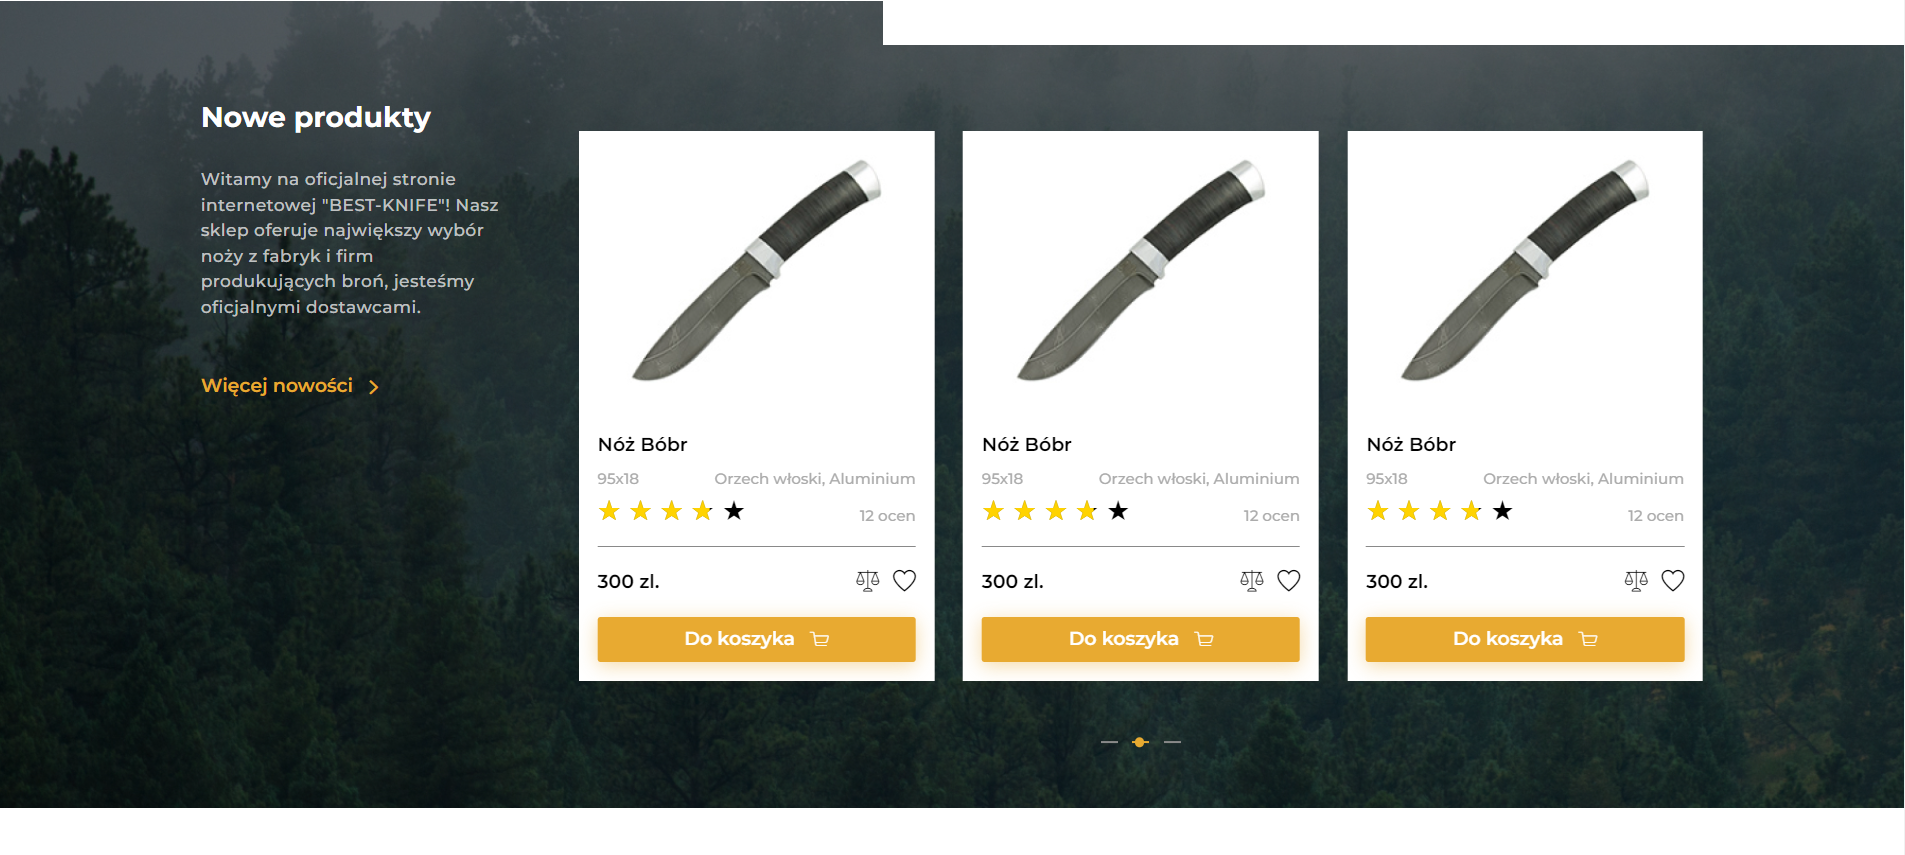 Nowe produkty
Witamy na oficjalnej stronie
internetowej "BEST-KNIFE"! Nasz
sklep oferuje największy wybór
noży z fabryk i firm
produkujących broń, jesteśmy
oficjalnymi dostawcami.
Więcej nowości
Nóż Bóbr
95x18 Orzech włoski, Aluminium
12 ocen
300 zl.
Do koszyka
Nóż Bóbr
95x18 Orzech włoski, Aluminium
12 ocen
300 zl.
Do koszyka
Nóż Bóbr
95x18 Orzech włoski, Aluminium
12 ocen
300 zl.
Do koszyka